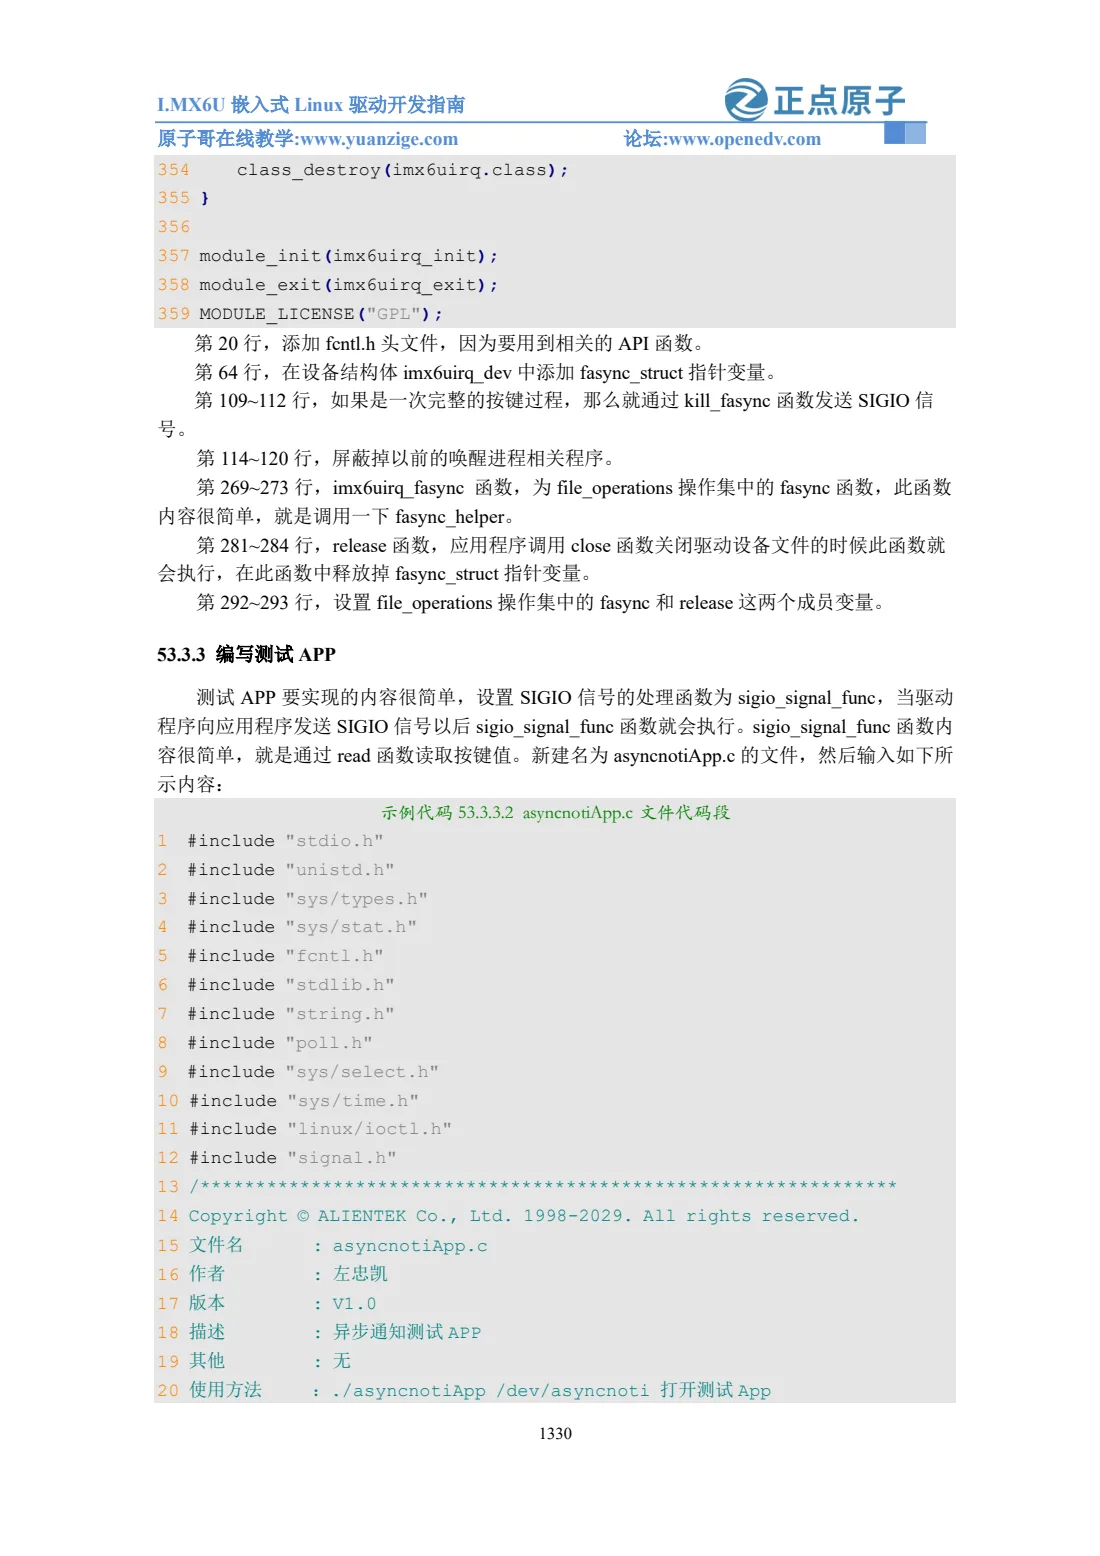 I.MX6U 嵌入式 Linux 驱动开发指南
正点原子
原子哥在线教学:www.yuanzige.com 论坛:www.openedv.com
354 class_destroy(imx6uirq.class);
355 }
356
357 module_init(imx6uirq_init);
358 module_exit(imx6uirq_exit);
359 MODULE_LICENSE("GPL");
第 20 行，添加 fcntl.h 头文件，因为要用到相关的 API 函数。
第 64 行，在设备结构体 imx6uirq_dev 中添加 fasync_struct 指针变量。
第 109~112 行，如果是一次完整的按键过程，那么就通过 kill_fasync 函数发送 SIGIO 信
号。
第 114~120 行，屏蔽掉以前的唤醒进程相关程序。
第 269~273 行，imx6uirq_fasync 函数，为 file_operations 操作集中的 fasync 函数，此函数
内容很简单，就是调用一下 fasync_helper。
第 281~284 行，release 函数，应用程序调用 close 函数关闭驱动设备文件的时候此函数就
会执行，在此函数中释放掉 fasync_struct 指针变量。
第 292~293 行，设置 file_operations 操作集中的 fasync 和 release 这两个成员变量。
53.3.3 编写测试 APP
测试 APP 要实现的内容很简单，设置 SIGIO 信号的处理函数为 sigio_signal_func，当驱动
程序向应用程序发送 SIGIO 信号以后 sigio_signal_func 函数就会执行。sigio_signal_func 函数内
容很简单，就是通过 read 函数读取按键值。新建名为 asyncnotiApp.c 的文件，然后输入如下所
示内容：
示例代码 53.3.3.2 asyncnotiApp.c 文件代码段
1 #include "stdio.h"
2 #include "unistd.h"
3 #include "sys/types.h"
4 #include "sys/stat.h"
5 #include "fcntl.h"
6 #include "stdlib.h"
7 #include "string.h"
8 #include "poll.h"
9 #include "sys/select.h"
10 #include "sys/time.h"
11 #include "linux/ioctl.h"
12 #include "signal.h"
13 /***************************************************************
14 Copyright © ALIENTEK Co., Ltd. 1998-2029. All rights reserved.
15 文件名 : asyncnotiApp.c
16 作者 : 左忠凯
17 版本 : V1.0
18 描述 : 异步通知测试 APP
19 其他 : 无
20 使用方法 : ./asyncnotiApp /dev/asyncnoti 打开测试 App
1330